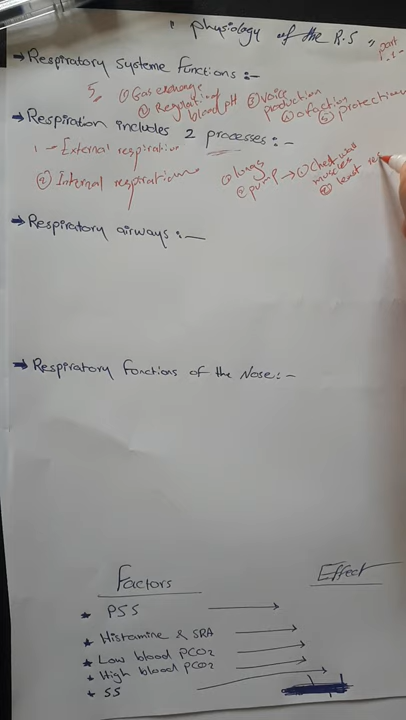 " physiology of the R.S "
part
→ Respiratory systeme functions :-
5 ① Gas exchange ③ voice production ⑤ protection
② Regulation blood pH ④ olfaction
→ Respiration includes 2 processes :-
1 - External respiration
② Internal respiration
① lungs
② pump → ① Chest wall muscles
②
→ Respiratory airways :-
→ Respiratory functions of the Nose :-
Factors Effect
* PSS →
* Histamine & SRA →
* Low blood PCO2 →
* High blood PCO2 →
* SS →